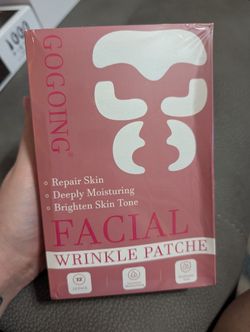 GOGOING®
Repair Skin
Deeply Moisturing
Brighten Skin Tone
FACIAL
WRINKLE PATCHE